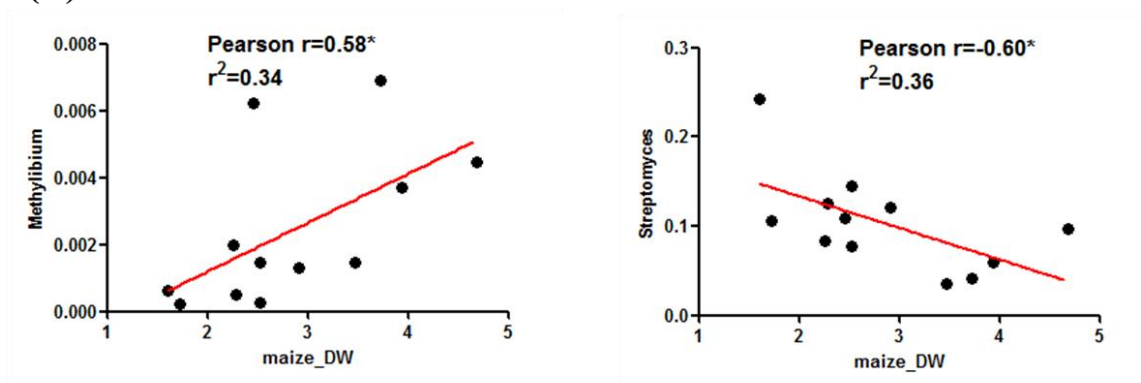 Pearson r=0.58*
r2=0.34
0.008
0.006
0.004
0.002
0.000
Methylibium
1 2 3 4 5
maize_DW
Pearson r=-0.60*
r2=0.36
0.3
0.2
0.1
0.0
Streptomyces
1 2 3 4 5
maize_DW